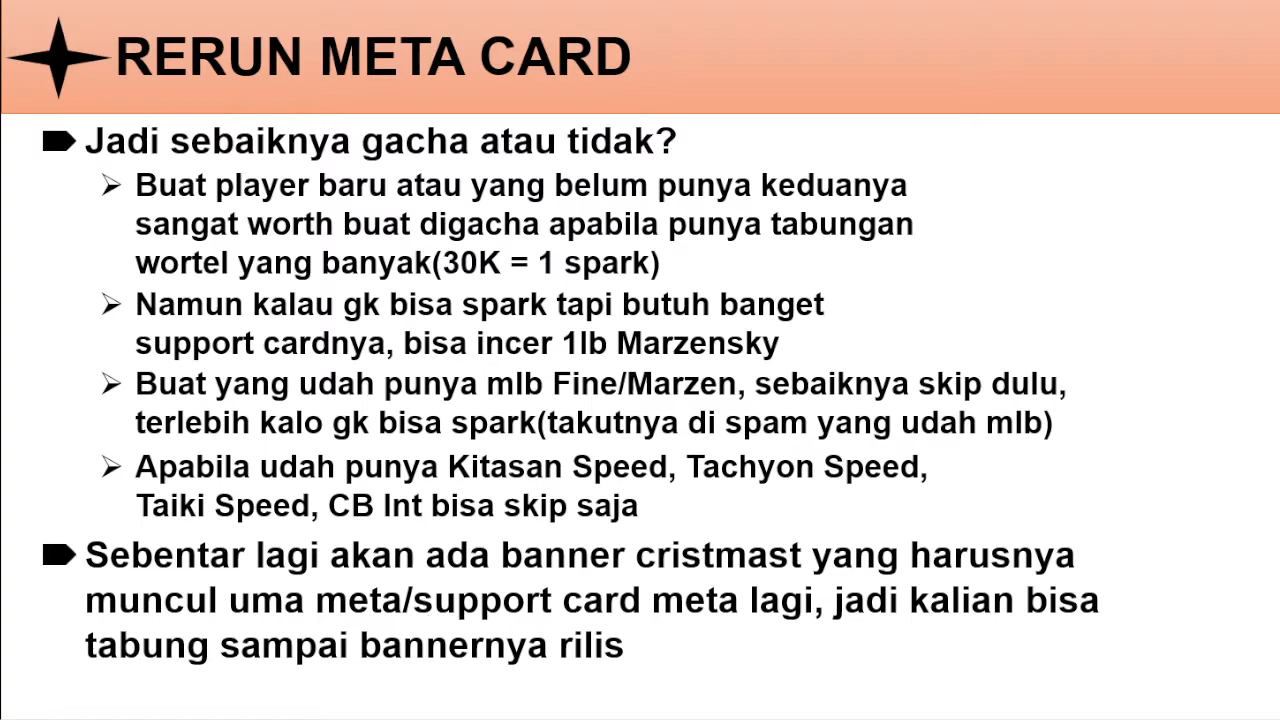 RERUN META CARD
Jadi sebaiknya gacha atau tidak?
Buat player baru atau yang belum punya keduanya
sangat worth buat digacha apabila punya tabungan
wortel yang banyak(30K = 1 spark)
Namun kalau gk bisa spark tapi butuh banget
support cardnya, bisa incer 1lb Marzensky
Buat yang udah punya mlb Fine/Marzen, sebaiknya skip dulu,
terlebih kalo gk bisa spark(takutnya di spam yang udah mlb)
Apabila udah punya Kitasan Speed, Tachyon Speed,
Taiki Speed, CB Int bisa skip saja
Sebentar lagi akan ada banner cristmast yang harusnya
muncul uma meta/support card meta lagi, jadi kalian bisa
tabung sampai bannernya rilis